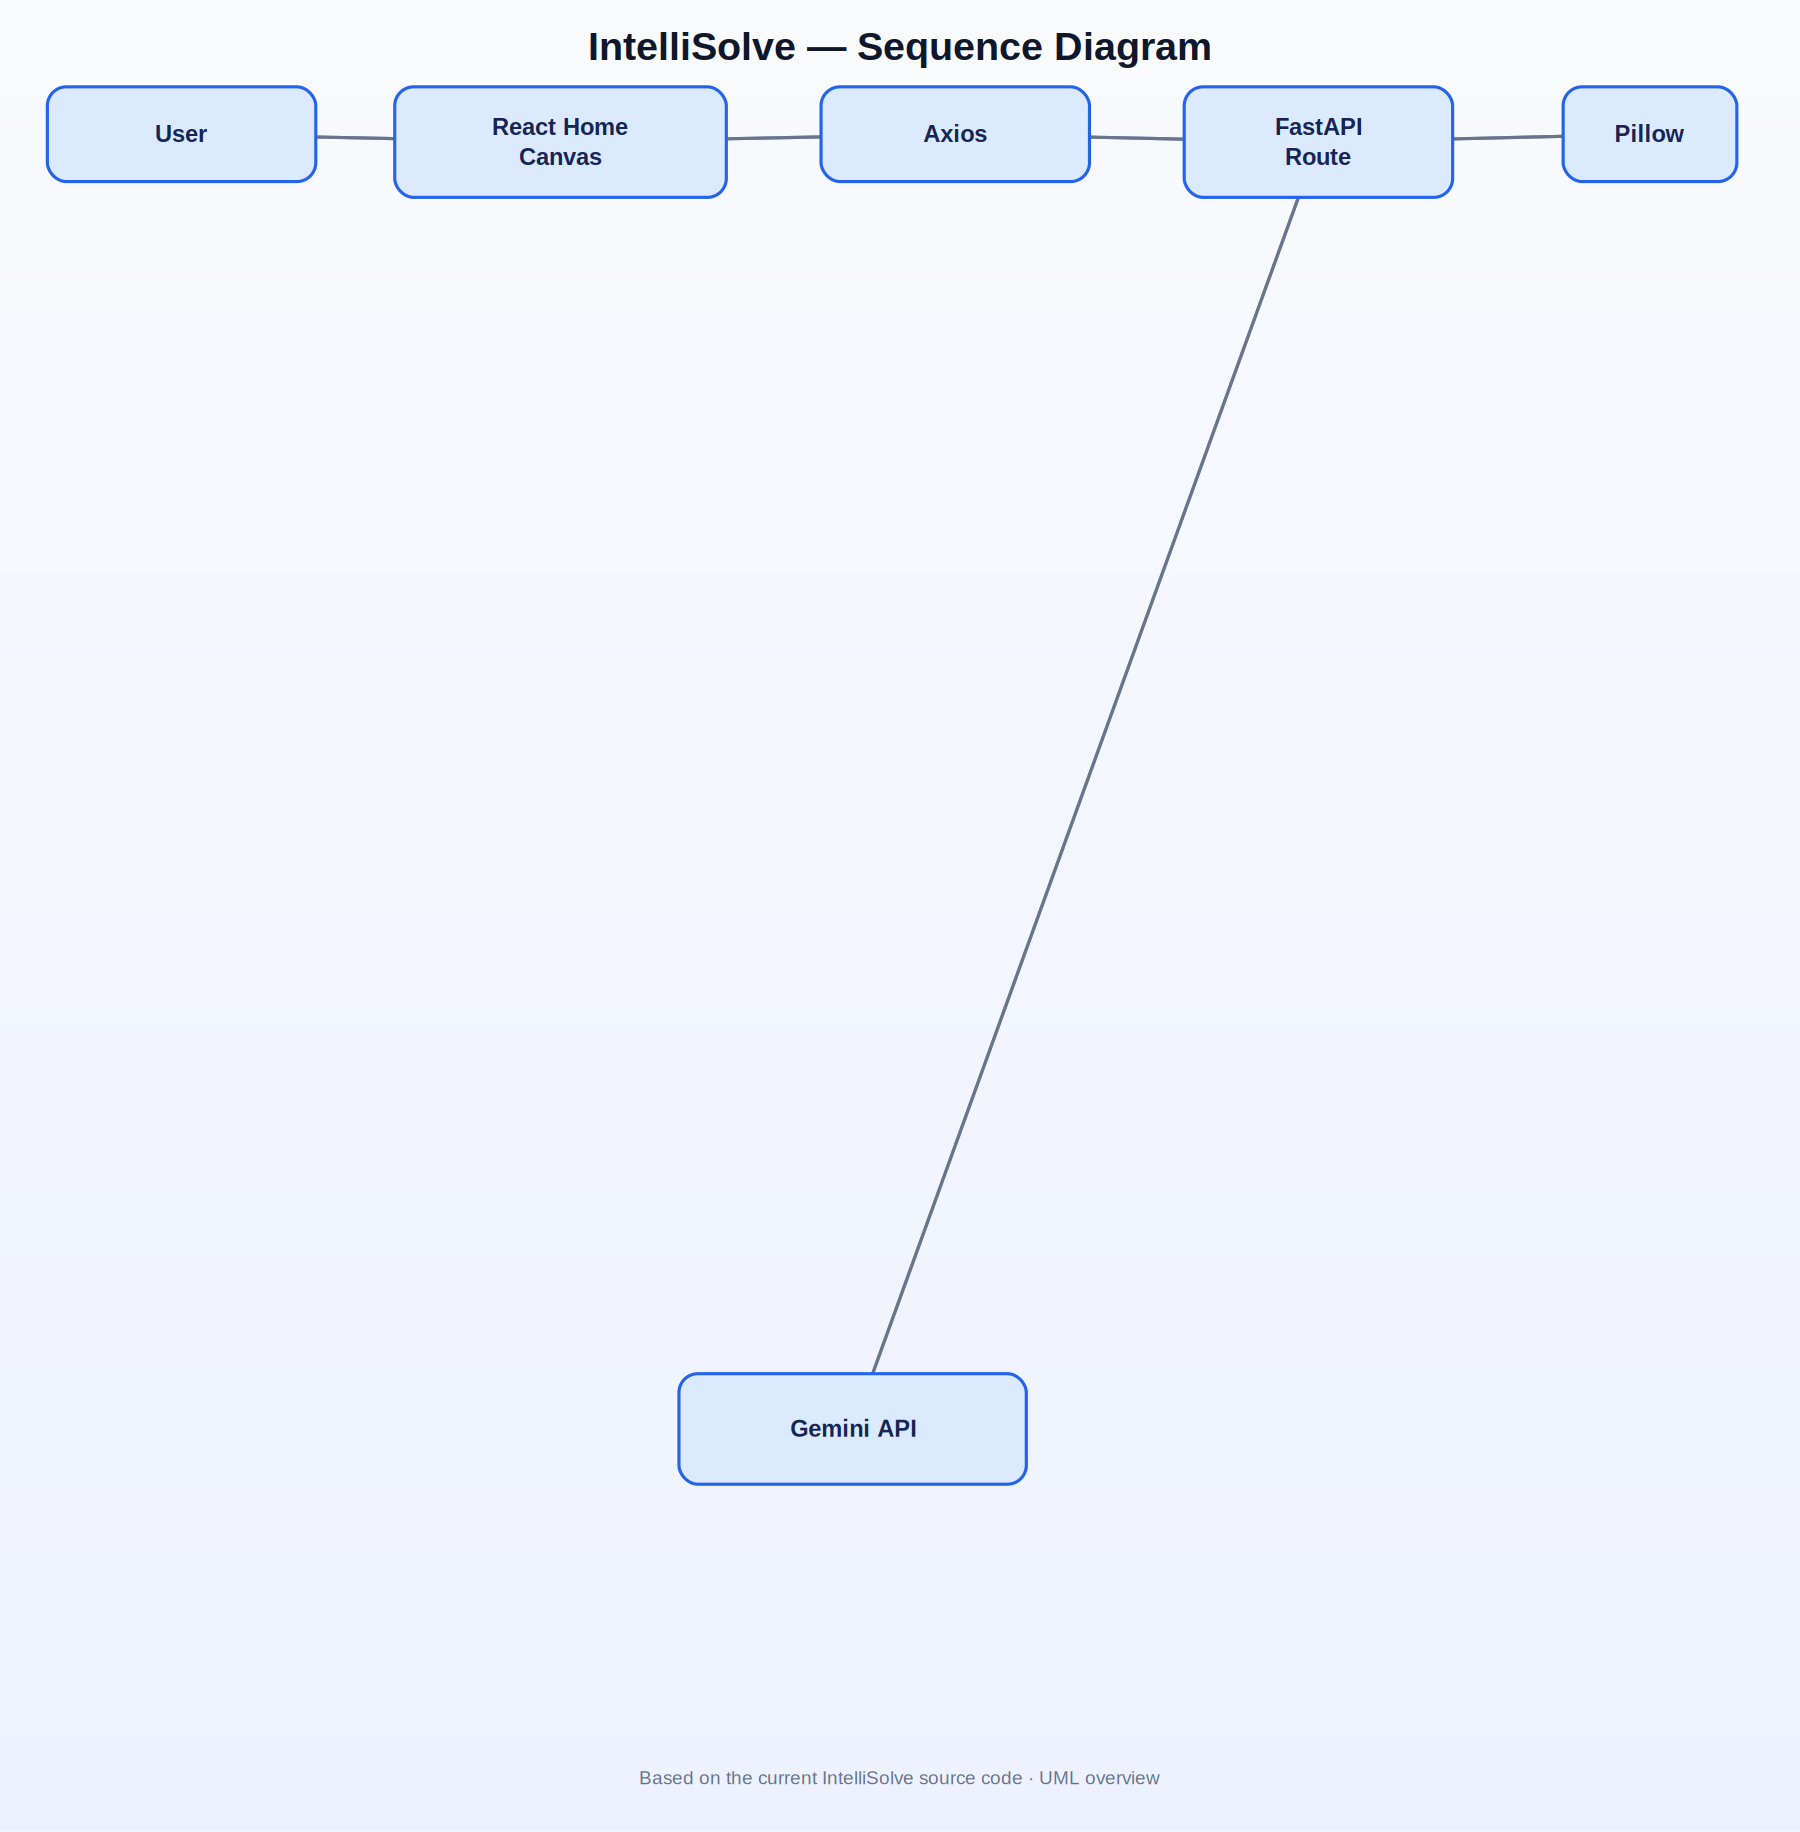 IntelliSolve — Sequence Diagram
User
React Home
Canvas
Axios
FastAPI
Route
Pillow
Gemini API
Based on the current IntelliSolve source code · UML overview